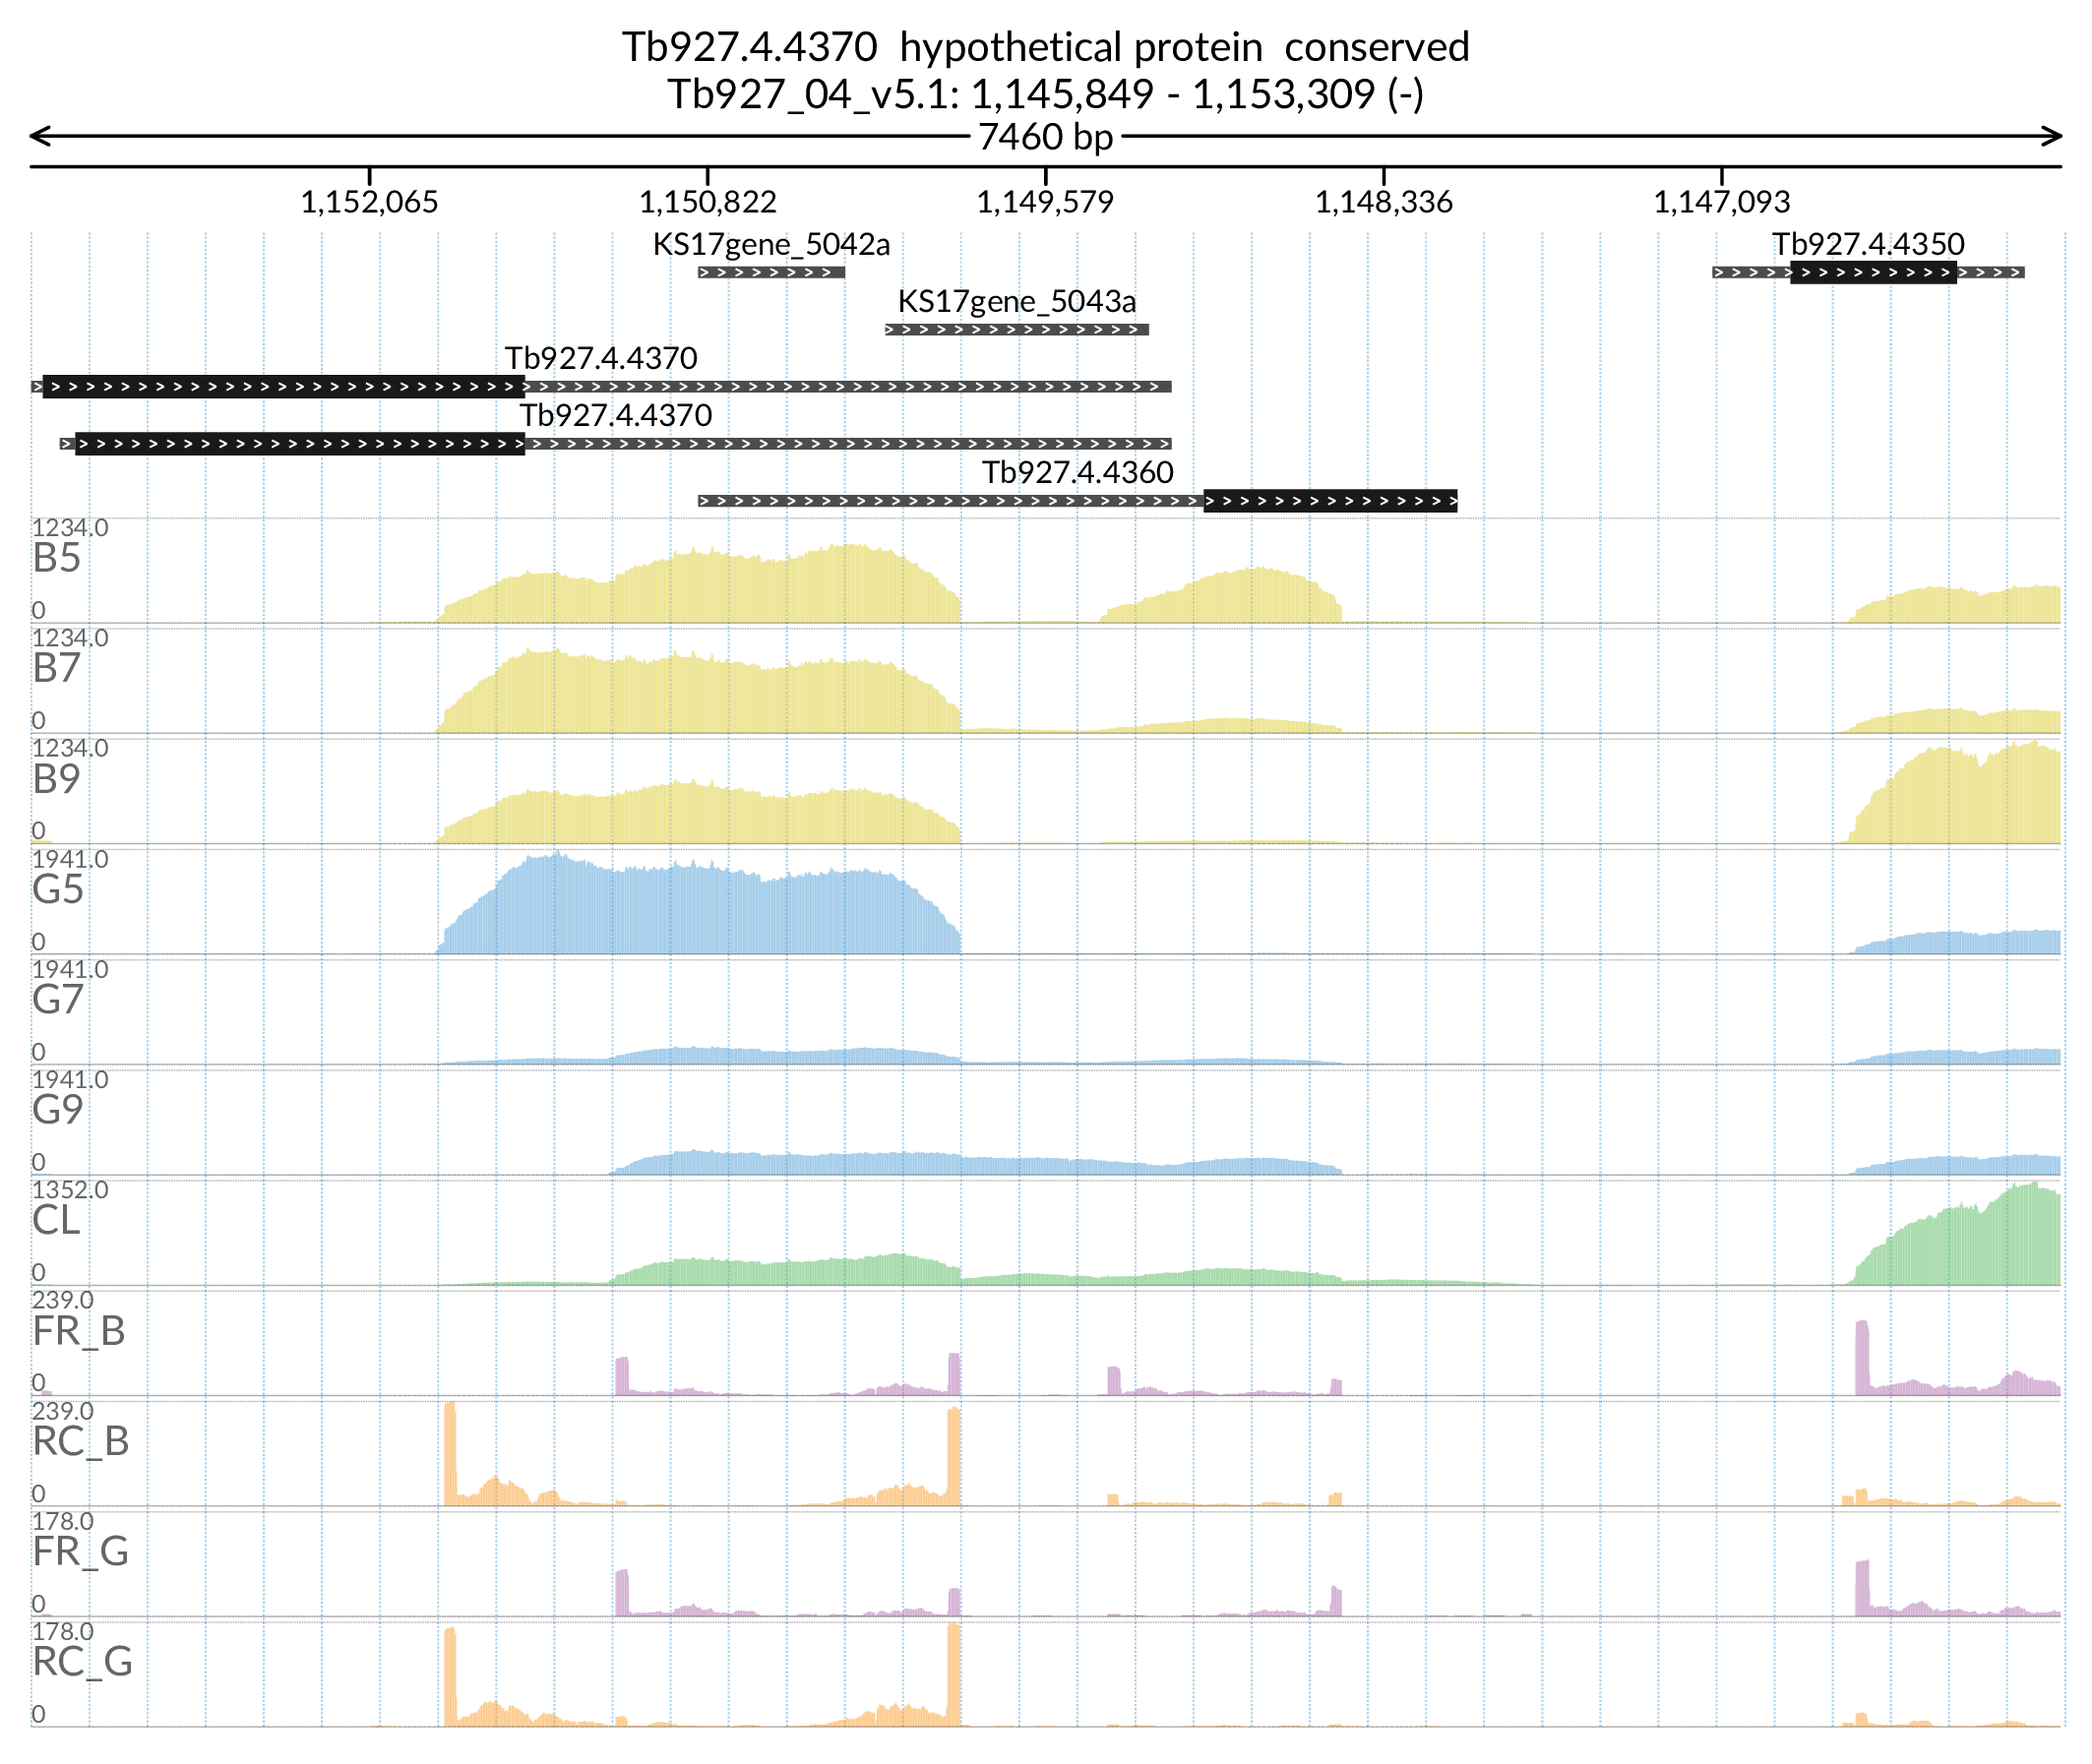 Tb927.4.4370 hypothetical protein conserved
Tb927_04_v5.1: 1,145,849 - 1,153,309 (-)
7460 bp
1,152,065 1,150,822 1,149,579 1,148,336 1,147,093
KS17gene_5042a Tb927.4.4350
KS17gene_5043a
Tb927.4.4370
Tb927.4.4370
Tb927.4.4360
1234.0
B5
0
1234.0
B7
0
1234.0
B9
0
1941.0
G5
0
1941.0
G7
0
1941.0
G9
0
1352.0
CL
0
239.0
FR_B
0
239.0
RC_B
0
178.0
FR_G
0
178.0
RC_G
0